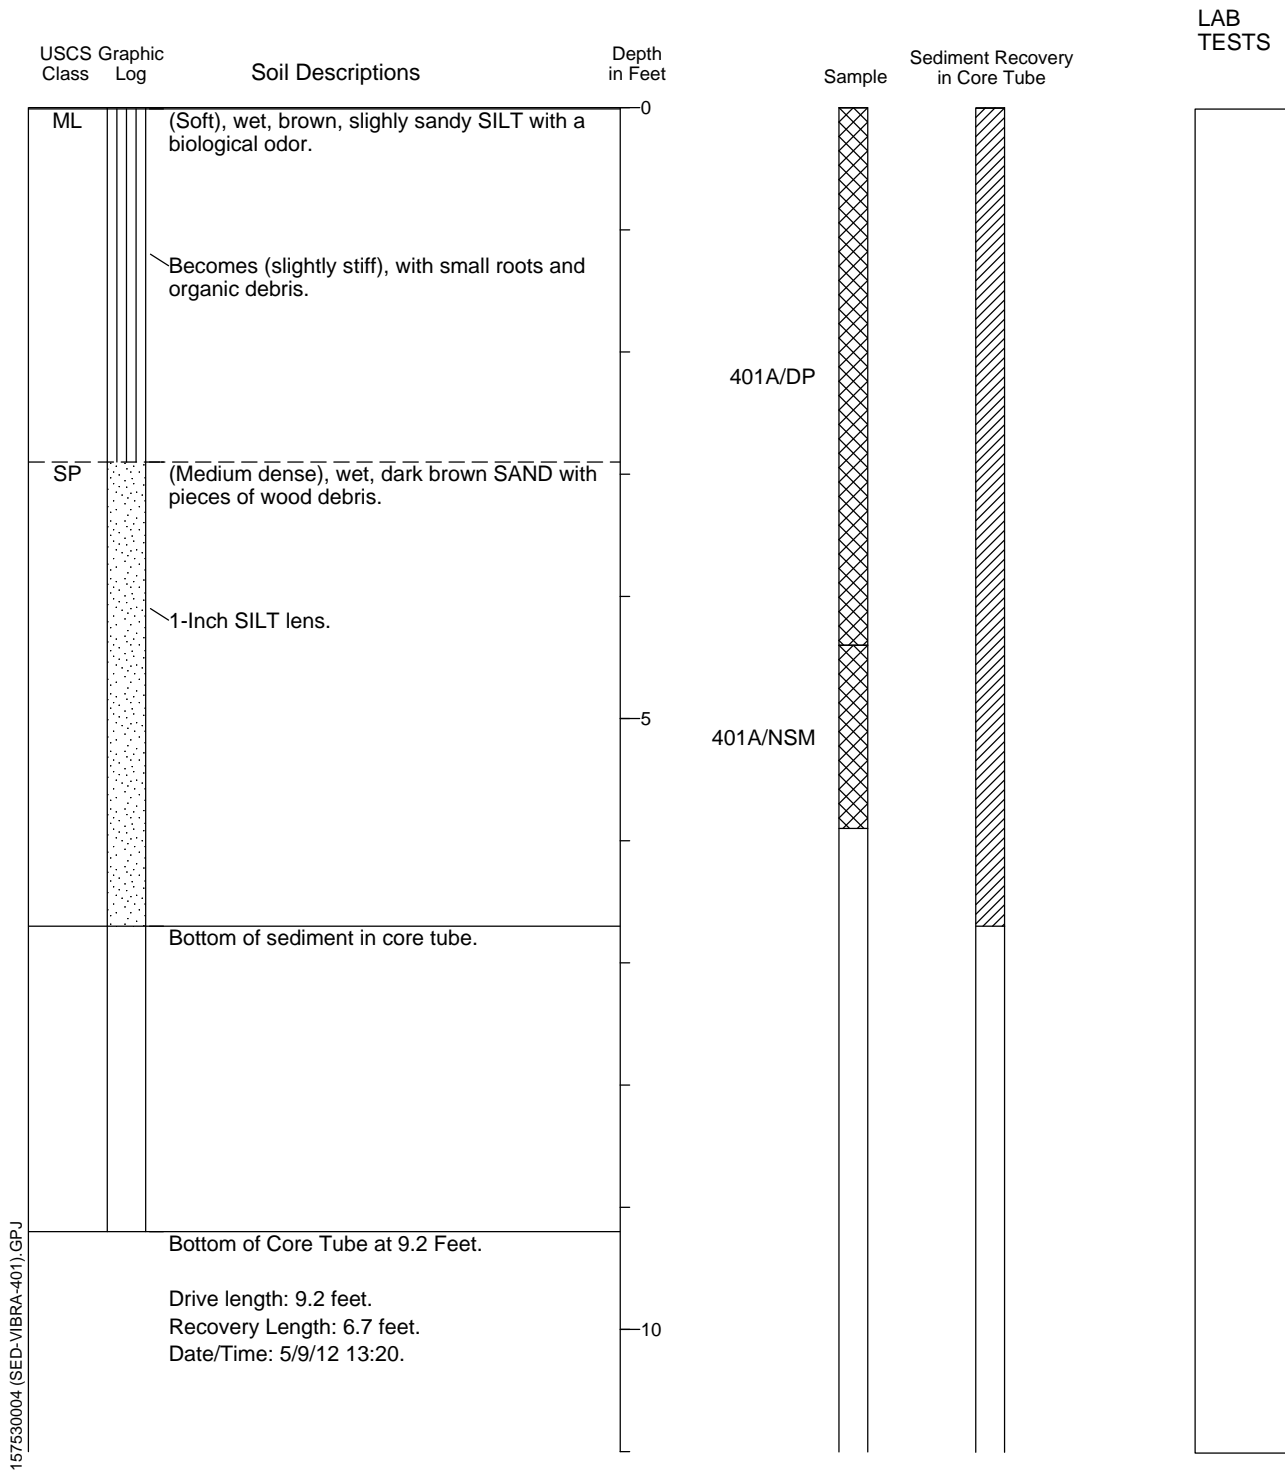 LAB
TESTS
USCS Graphic
Class Log
Soil Descriptions
Depth
in Feet
Sample
Sediment Recovery
in Core Tube
0
ML
(Soft), wet, brown, slighly sandy SILT with a
biological odor.
Becomes (slightly stiff), with small roots and
organic debris.
401A/DP
SP
(Medium dense), wet, dark brown SAND with
pieces of wood debris.
1-Inch SILT lens.
5
401A/NSM
Bottom of sediment in core tube.
Bottom of Core Tube at 9.2 Feet.
Drive length: 9.2 feet.
Recovery Length: 6.7 feet.
Date/Time: 5/9/12 13:20.
10
157530004 (SED-VIBRA-401).GPJ